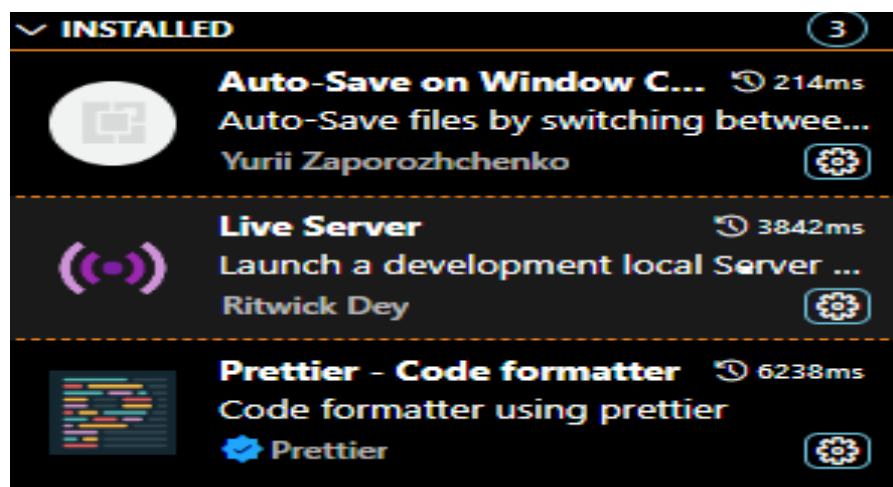 INSTALLED 3
Auto-Save on Window C... 214ms
Auto-Save files by switching betwee...
Yurii Zaporozhchenko
Live Server 3842ms
Launch a development local Server ...
Ritwick Dey
Prettier - Code formatter 6238ms
Code formatter using prettier
Prettier